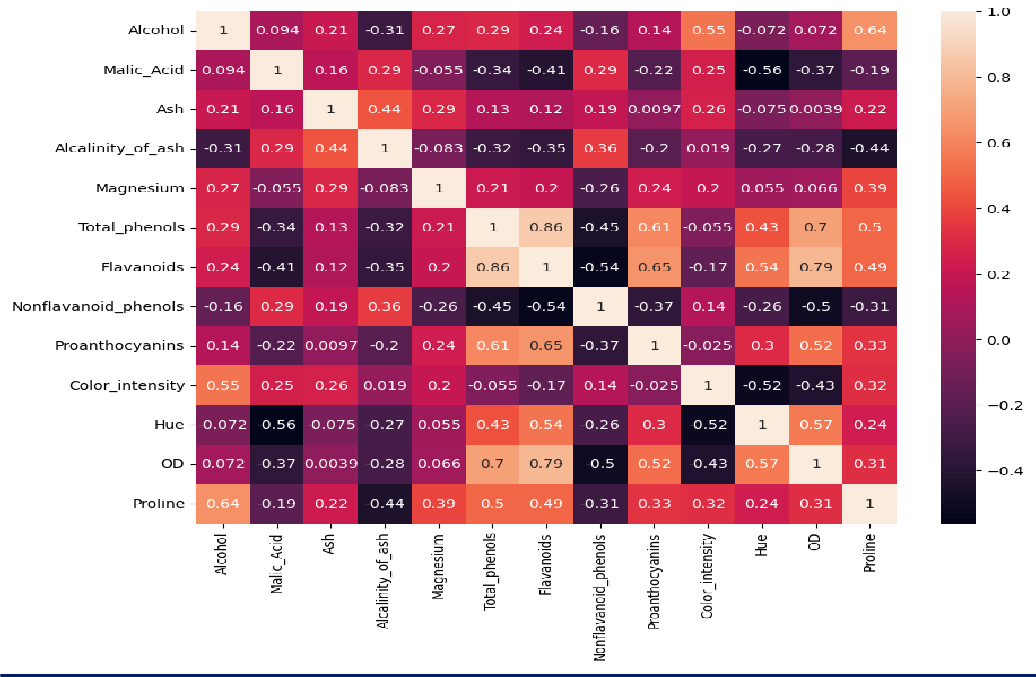 Alcohol 1 0.094 0.21 -0.31 0.27 0.29 0.24 -0.16 0.14 0.55 -0.072 0.072 0.64 1.0
Malic_Acid 0.094 1 0.16 0.29 -0.055 -0.34 -0.41 0.29 -0.22 0.25 -0.56 -0.37 -0.19 0.8
Ash 0.21 0.16 1 0.44 0.29 0.13 0.12 0.19 0.0097 0.26 -0.075 0.0039 0.22
Alcalinity_of_ash -0.31 0.29 0.44 1 -0.083 -0.32 -0.35 0.36 -0.2 0.019 -0.27 -0.28 -0.44 0.6
Magnesium 0.27 -0.055 0.29 -0.083 1 0.21 0.2 -0.26 0.24 0.2 0.055 0.066 0.39 0.4
Total_phenols 0.29 -0.34 0.13 -0.32 0.21 1 0.86 -0.45 0.61 -0.055 0.43 0.7 0.5
Flavanoids 0.24 -0.41 0.12 -0.35 0.2 0.86 1 -0.54 0.65 -0.17 0.54 0.79 0.49 0.2
Nonflavanoid_phenols -0.16 0.29 0.19 0.36 -0.26 -0.45 -0.54 1 -0.37 0.14 -0.26 -0.5 -0.31
Proanthocyanins 0.14 -0.22 0.0097 -0.2 0.24 0.61 0.65 -0.37 1 -0.025 0.3 0.52 0.33 0.0
Color_intensity 0.55 0.25 0.26 0.019 0.2 -0.055 -0.17 0.14 -0.025 1 -0.52 -0.43 0.32 −0.2
Hue -0.072 -0.56 -0.075 -0.27 0.055 0.43 0.54 -0.26 0.3 -0.52 1 0.57 0.24
OD 0.072 -0.37 0.0039 -0.28 0.066 0.7 0.79 -0.5 0.52 -0.43 0.57 1 0.31 −0.4
Proline 0.64 -0.19 0.22 -0.44 0.39 0.5 0.49 -0.31 0.33 0.32 0.24 0.31 1
Alcohol
Malic_Acid
Ash
Alcalinity_of_ash
Magnesium
Total_phenols
Flavanoids
Nonflavanoid_phenols
Proanthocyanins
Color_intensity
Hue
OD
Proline